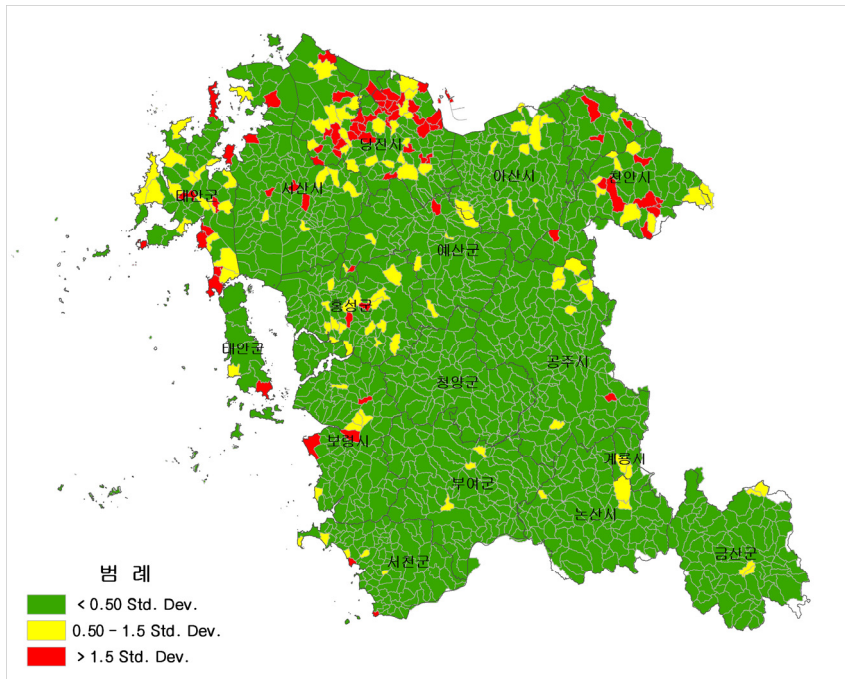 당진시
아산시
천안시
서산시
태안군
예산군
홍성군
태안군
공주시
청양군
보령시
계룡시
부여군
논산시
금산군
서천군
범 례
< 0.50 Std. Dev.
0.50 - 1.5 Std. Dev.
> 1.5 Std. Dev.